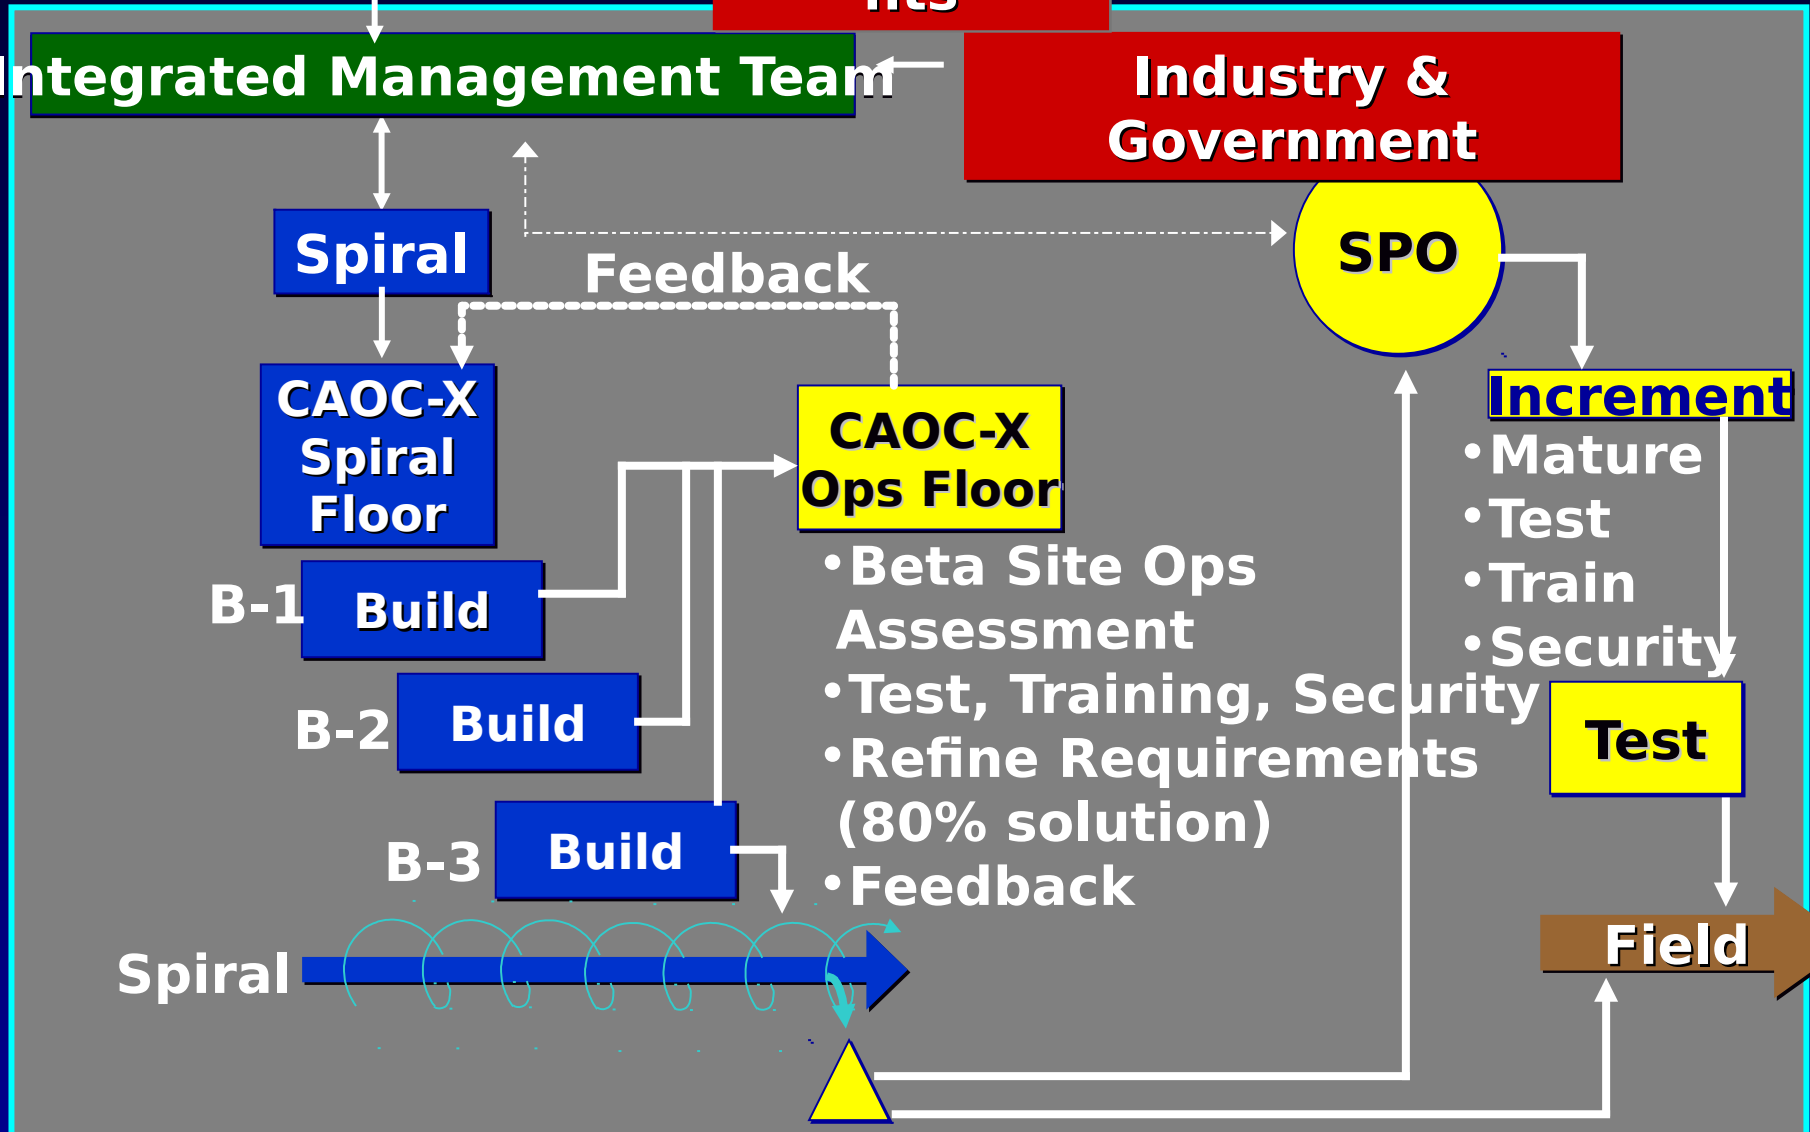 nts
ntegrated Management Team
Industry &
Government
Spiral
SPO
Feedback
CAOC-X
Spiral
Floor
CAOC-X
Ops Floor
Increment
•Mature
•Test
•Train
•Security
•Beta Site Ops
Assessment
•Test, Training, Security
•Refine Requirements
(80% solution)
•Feedback
B-1
Build
B-2
Build
B-3
Build
Test
Field
Spiral